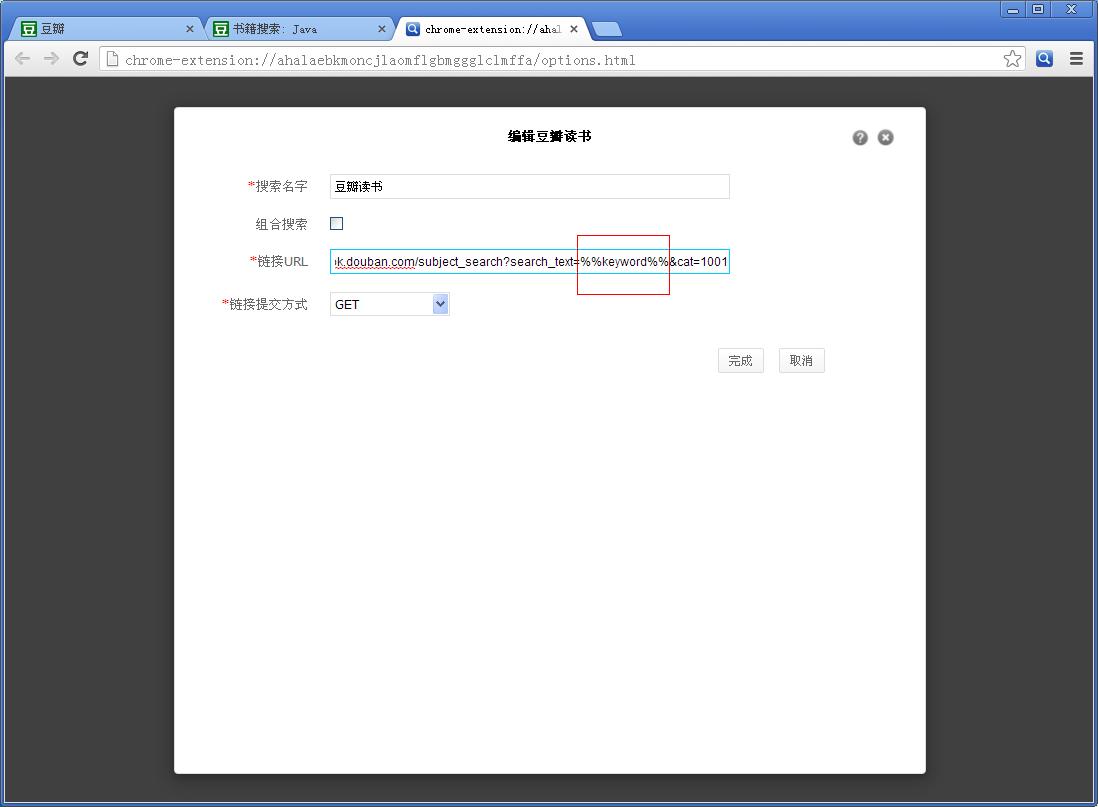 豆瓣
书籍搜索: Java
chrome-extension://ahal
chrome-extension://ahalaebkmoncjlaomflgbmggglclmffa/options.html
编辑豆瓣读书
*搜索名字
豆瓣读书
组合搜索
*链接URL
k.douban.com/subject_search?search_text=%%keyword%%&cat=1001
*链接提交方式
GET
完成
取消